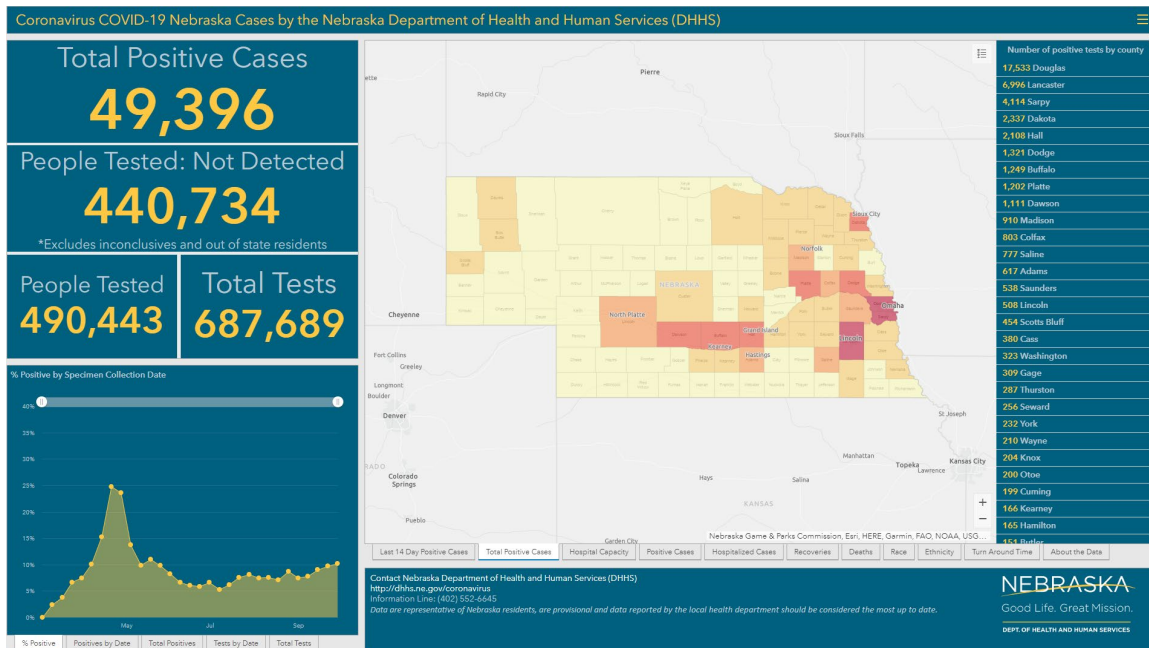 Coronavirus COVID-19 Nebraska Cases by the Nebraska Department of Health and Human Services (DHHS)
Total Positive Cases
49,396
People Tested: Not Detected
440,734
*Excludes inconclusives and out of state residents
People Tested
490,443
Total Tests
687,689
% Positive by Specimen Collection Date
40%
35%
30%
25%
20%
15%
10%
5%
0%
May
Jul
Sep
% Positive
Positives by Date
Total Positives
Tests by Date
Total Tests
Pierre
Rapid City
Sioux Falls
Sioux City
Norfolk
NEBRASKA
Omaha
North Platte
Grand Island
Lincoln
Kearney
Hastings
Cheyenne
Fort Collins
Greeley
Longmont
Boulder
Denver
St Joseph
Manhattan
Topeka
Kansas City
Lawrence
Colorado
Springs
Hays
Salina
KANSAS
Pueblo
Garden City
Nebraska Game & Parks Commission, Esri, HERE, Garmin, FAO, NOAA, USG...
Last 14 Day Positive Cases
Total Positive Cases
Hospital Capacity
Positive Cases
Hospitalized Cases
Recoveries
Deaths
Race
Ethnicity
Turn Around Time
About the Data
Number of positive tests by county
17,533 Douglas
6,996 Lancaster
4,114 Sarpy
2,337 Dakota
2,108 Hall
1,321 Dodge
1,249 Buffalo
1,202 Platte
1,111 Dawson
910 Madison
803 Colfax
777 Saline
617 Adams
538 Saunders
508 Lincoln
454 Scotts Bluff
380 Cass
323 Washington
309 Gage
287 Thurston
256 Seward
232 York
210 Wayne
204 Knox
200 Otoe
199 Cuming
166 Kearney
165 Hamilton
151 Butler
Contact Nebraska Department of Health and Human Services (DHHS)
http://dhhs.ne.gov/coronavirus
Information Line: (402) 552-6645
Data are representative of Nebraska residents, are provisional and data reported by the local health department should be considered the most up to date.
NEBRASKA
Good Life. Great Mission.
DEPT. OF HEALTH AND HUMAN SERVICES